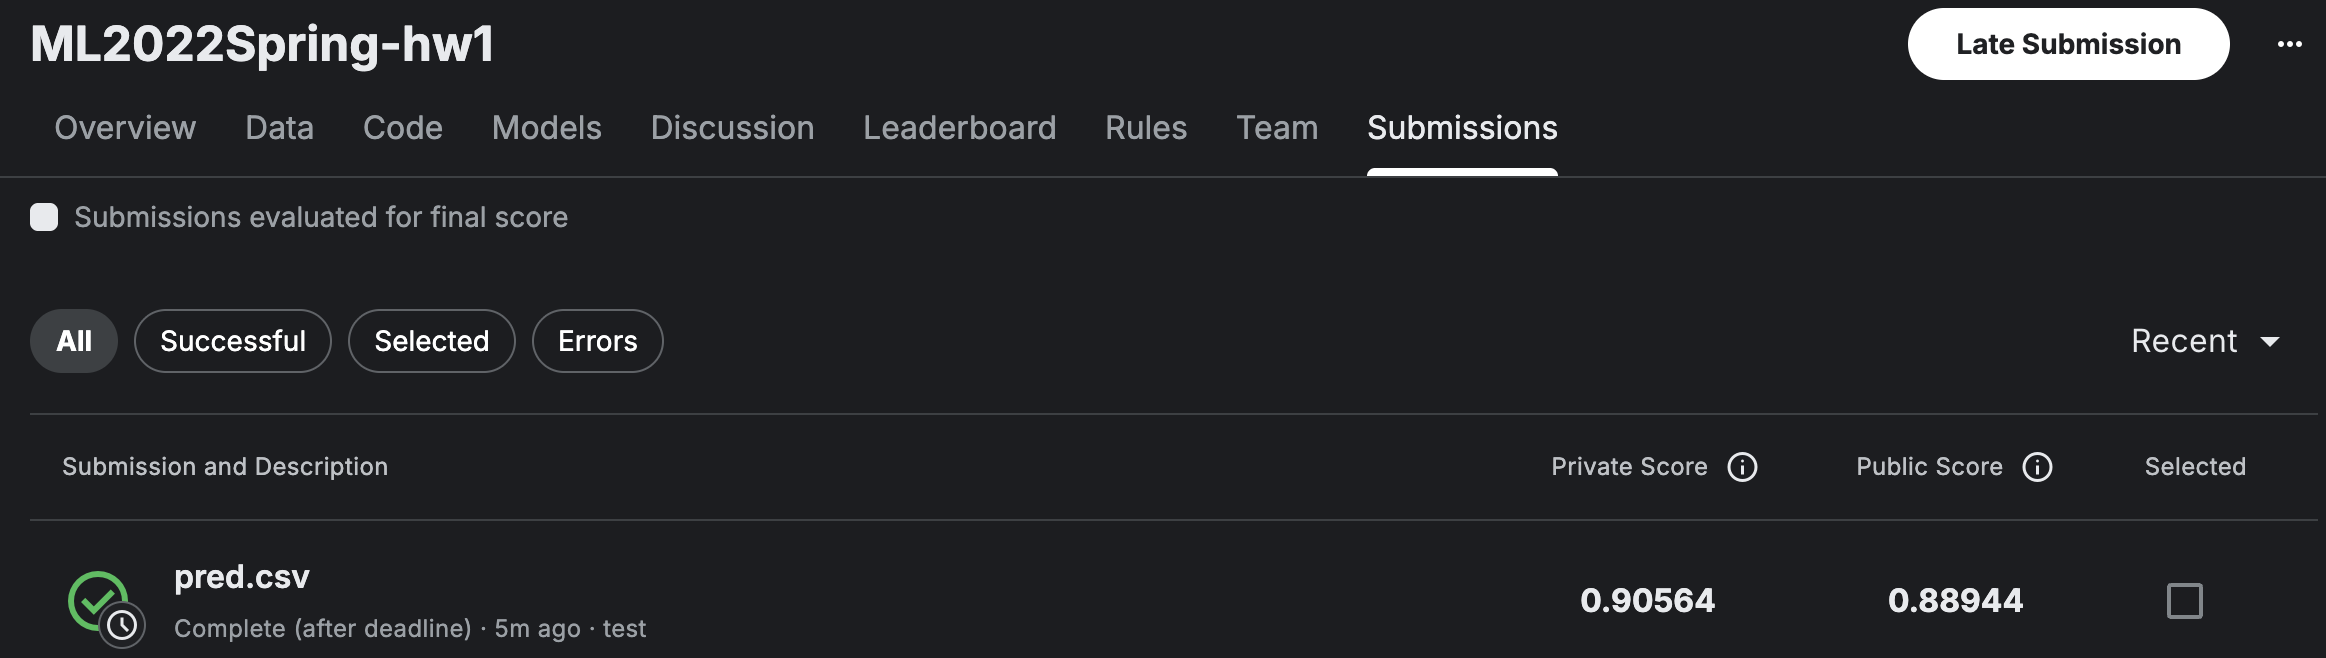 ML2022Spring-hw1
Late Submission
Overview Data Code Models Discussion Leaderboard Rules Team Submissions
Submissions evaluated for final score
All Successful Selected Errors
Recent
Submission and Description Private Score Public Score Selected
pred.csv
0.90564 0.88944
Complete (after deadline) · 5m ago · test